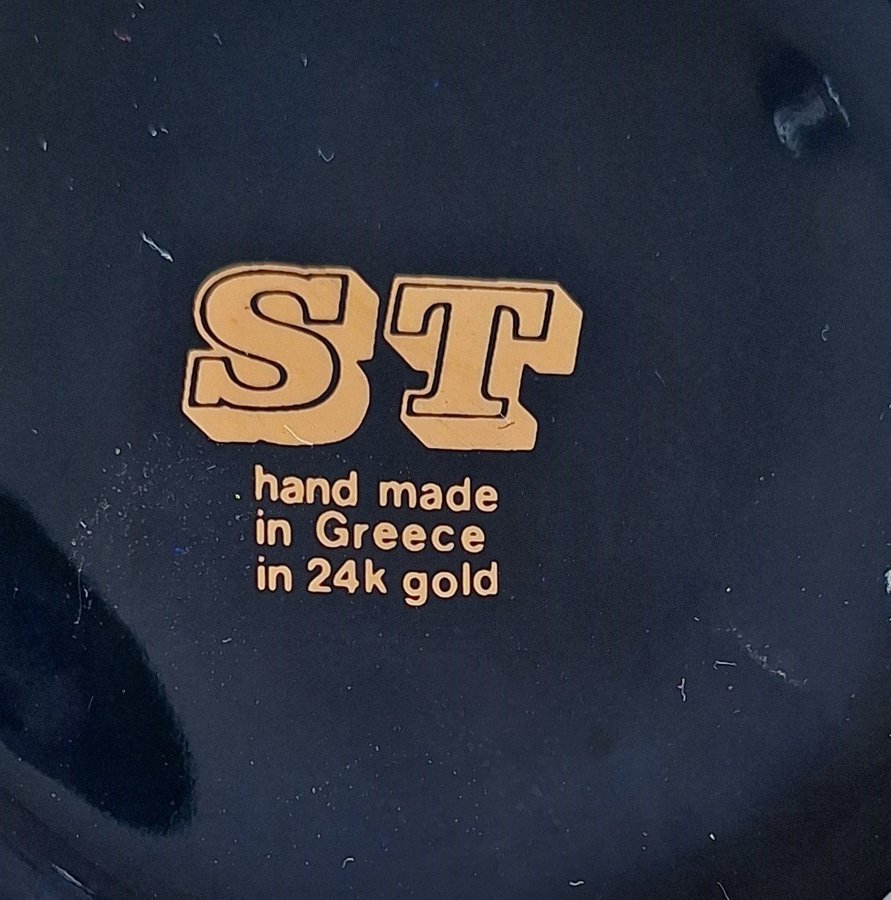 ST
hand made
in Greece
in 24k gold